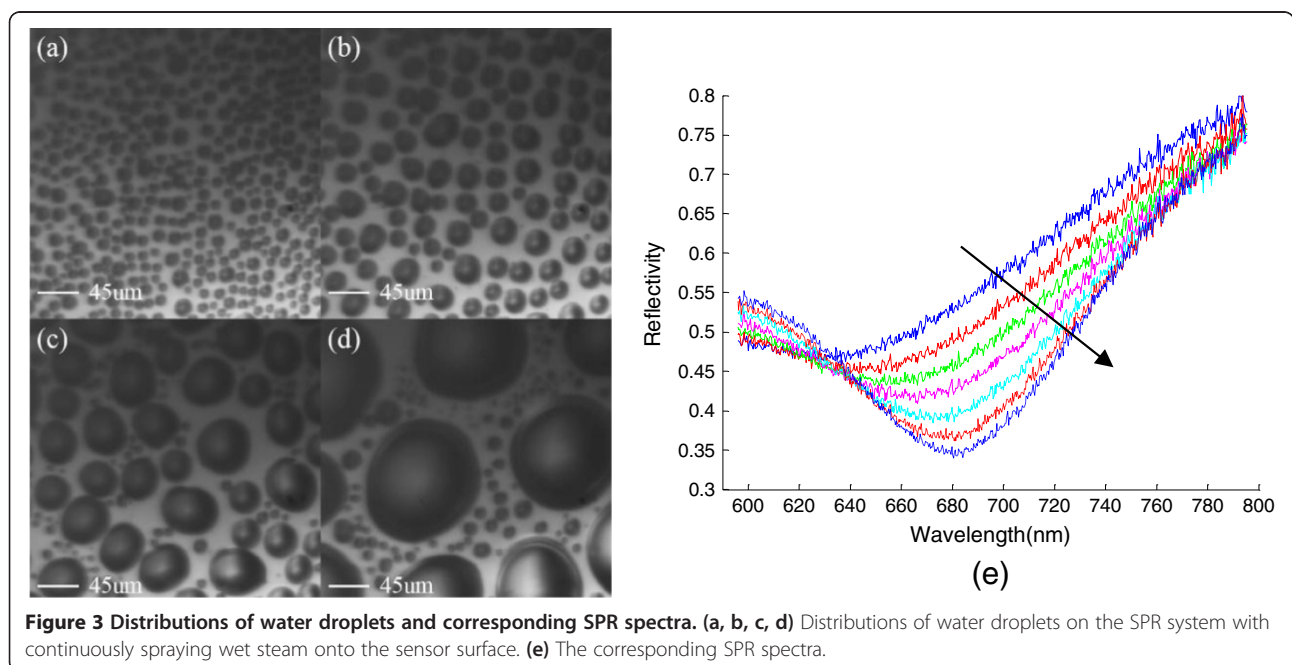 (a)
(b)
45um
45um
(c)
(d)
45um
45um
0.8
0.75
0.7
0.65
0.6
0.55
0.5
0.45
0.4
0.35
0.3
Reflectivity
600 620 640 660 680 700 720 740 760 780 800
Wavelength(nm)
(e)
Figure 3 Distributions of water droplets and corresponding SPR spectra. (a, b, c, d) Distributions of water droplets on the SPR system with
continuously spraying wet steam onto the sensor surface. (e) The corresponding SPR spectra.